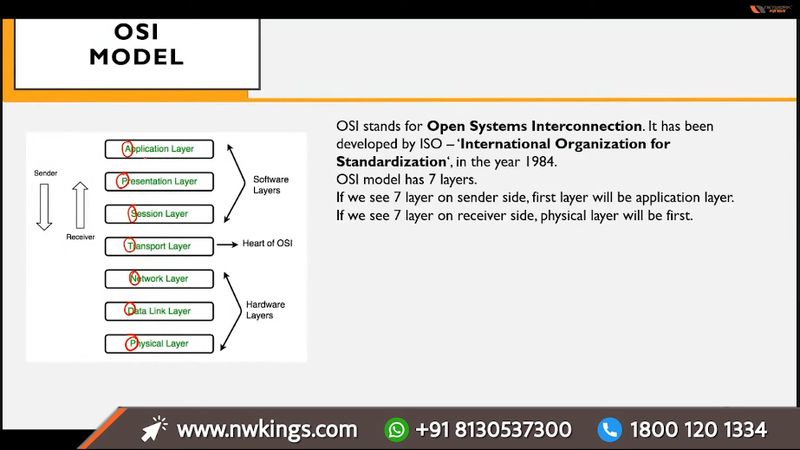 NETWORK
KINGS
OSI
MODEL
OSI stands for Open Systems Interconnection. It has been
developed by ISO – ‘International Organization for
Standardization‘, in the year 1984.
OSI model has 7 layers.
If we see 7 layer on sender side, first layer will be application layer.
If we see 7 layer on receiver side, physical layer will be first.
Application Layer
Presentation Layer
Session Layer
Transport Layer
Network Layer
Data Link Layer
Physical Layer
Sender
Receiver
Software
Layers
Heart of OSI
Hardware
Layers
www.nwkings.com
+91 8130537300
1800 120 1334